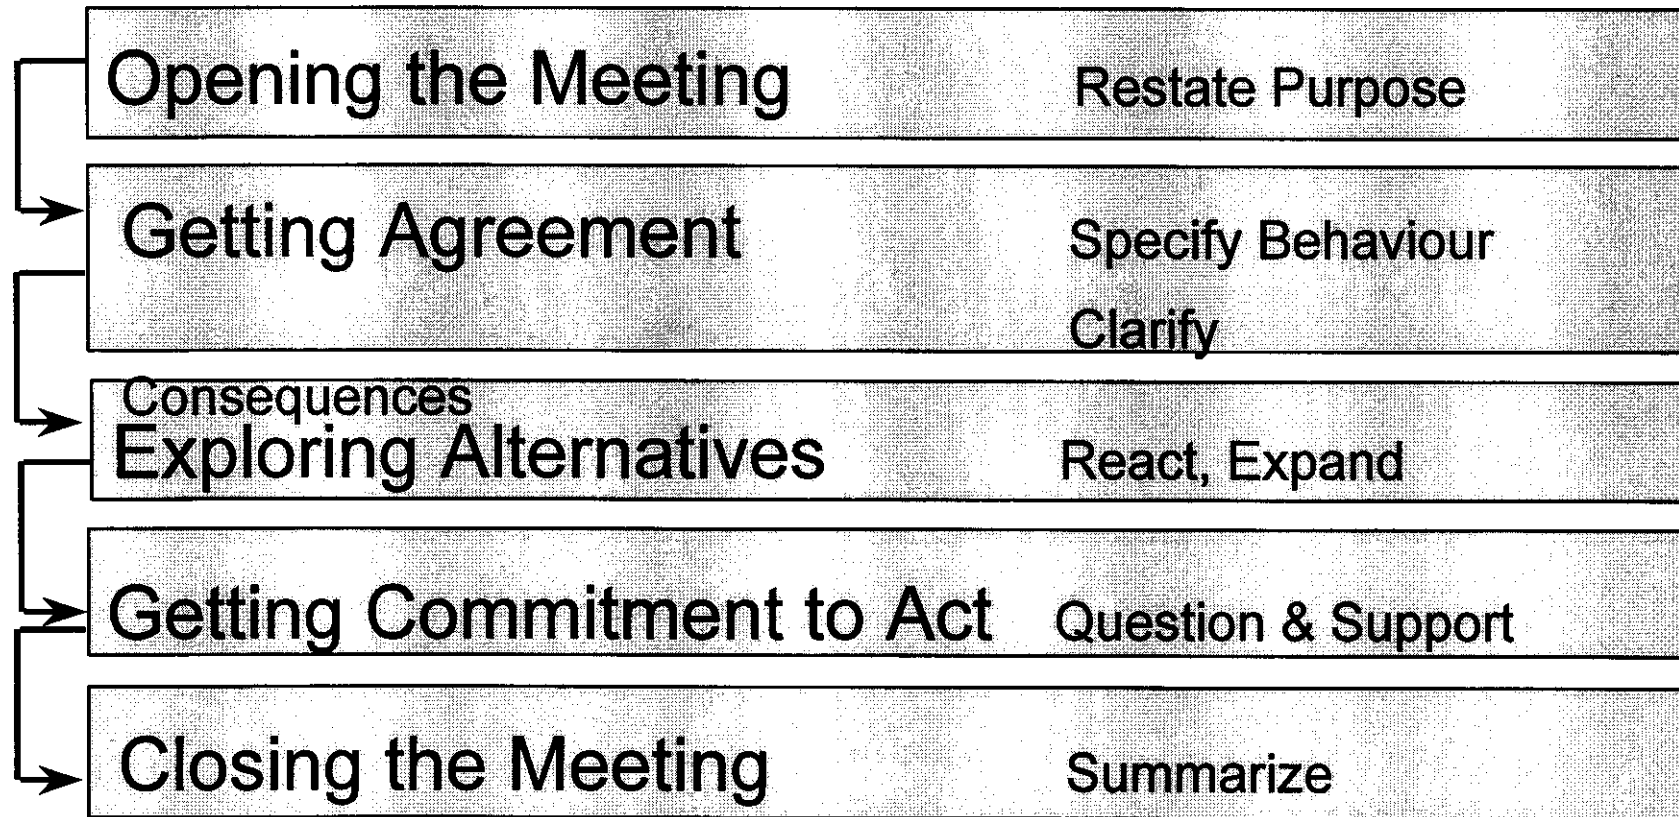 Opening the Meeting Restate Purpose
Getting Agreement Specify Behaviour
Clarify
Consequences
Exploring Alternatives React, Expand
Getting Commitment to Act Question & Support
Closing the Meeting Summarize